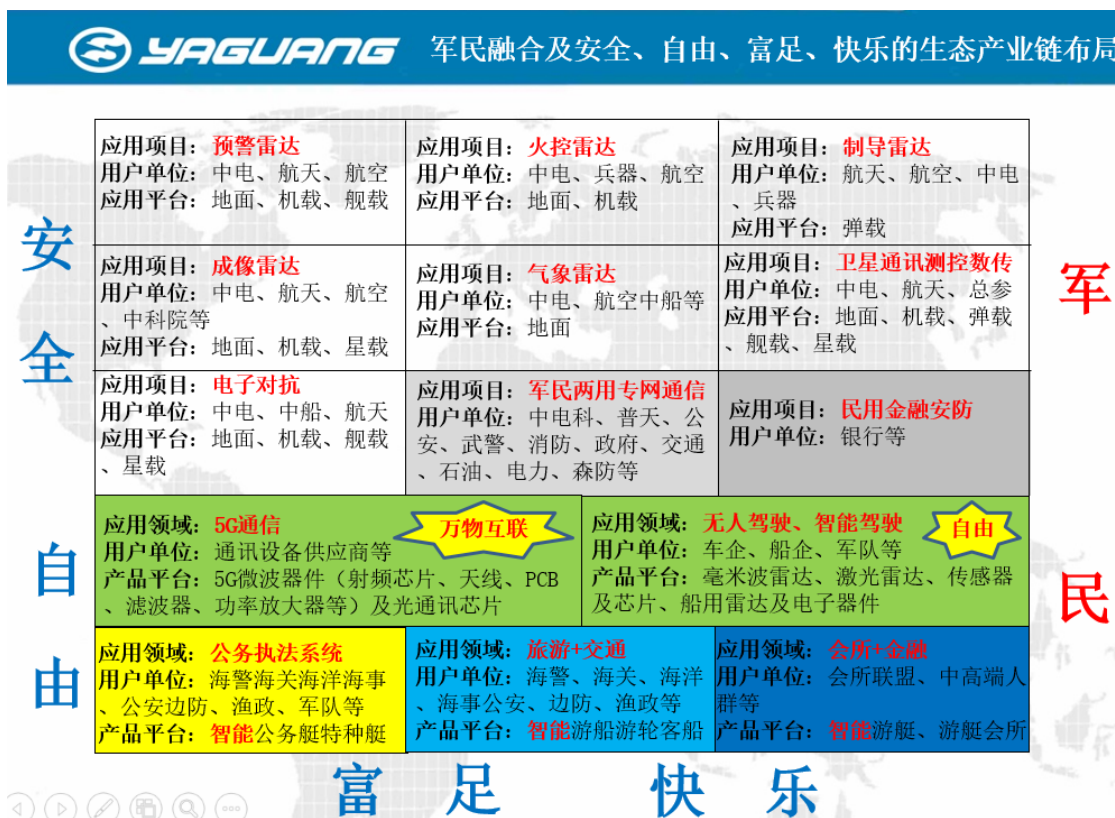 YAGUANG 军民融合及安全、自由、富足、快乐的生态产业链布局
应用项目：预警雷达
用户单位：中电、航天、航空
应用平台：地面、机载、舰载
应用项目：火控雷达
用户单位：中电、兵器、航空
应用平台：地面、机载
应用项目：制导雷达
用户单位：航天、航空、中电
、兵器
应用平台：弹载
应用项目：成像雷达
用户单位：中电、航天、航空
、中科院等
应用平台：地面、机载、星载
应用项目：气象雷达
用户单位：中电、航空中船等
应用平台：地面
应用项目：卫星通讯测控数传
用户单位：中电、航天、总参
应用平台：地面、机载、弹载
、舰载、星载
应用项目：电子对抗
用户单位：中电、中船、航天
应用平台：地面、机载、舰载
、星载
应用项目：军民两用专网通信
用户单位：中电科、普天、公
安、武警、消防、政府、交通
、石油、电力、森防等
应用项目：民用金融安防
用户单位：银行等
应用领域：5G通信
万物互联
用户单位：通讯设备供应商等
产品平台：5G微波器件（射频芯片、天线、PCB
、滤波器、功率放大器等）及光通讯芯片
应用领域：无人驾驶、智能驾驶
自由
用户单位：车企、船企、军队等
产品平台：毫米波雷达、激光雷达、传感器
及芯片、船用雷达及电子器件
应用领域：公务执法系统
用户单位：海警海关海洋海事
、公安边防、渔政、军队等
产品平台：智能公务艇特种艇
应用领域：旅游+交通
用户单位：海警、海关、海洋
、海事公安、边防、渔政等
产品平台：智能游船游轮客船
应用领域：会所+金融
用户单位：会所联盟、中高端人
群等
产品平台：智能游艇、游艇会所
安
全
自
由
军
民
富 足 快 乐